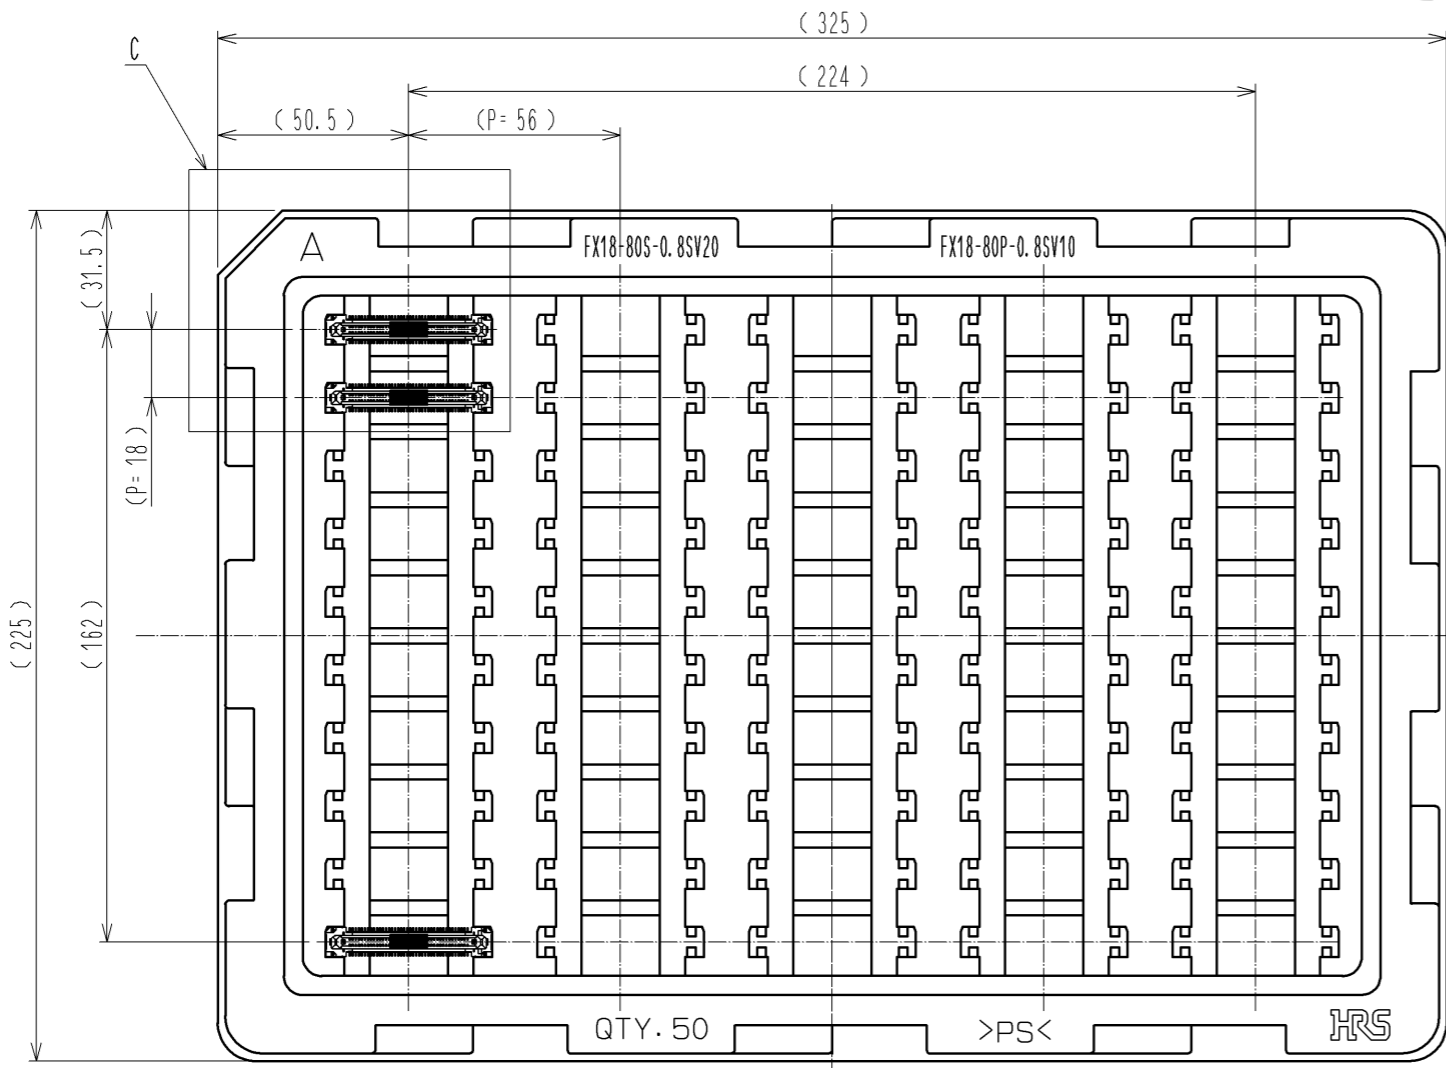 ( 325 )
C
( 224 )
( 50.5 )
(P= 56 )
A
FX18-80S-0.8SV20
FX18-80P-0.8SV10
( 31.5 )
(P= 18 )
( 225 )
( 162 )
QTY.50
>PS<
HRS